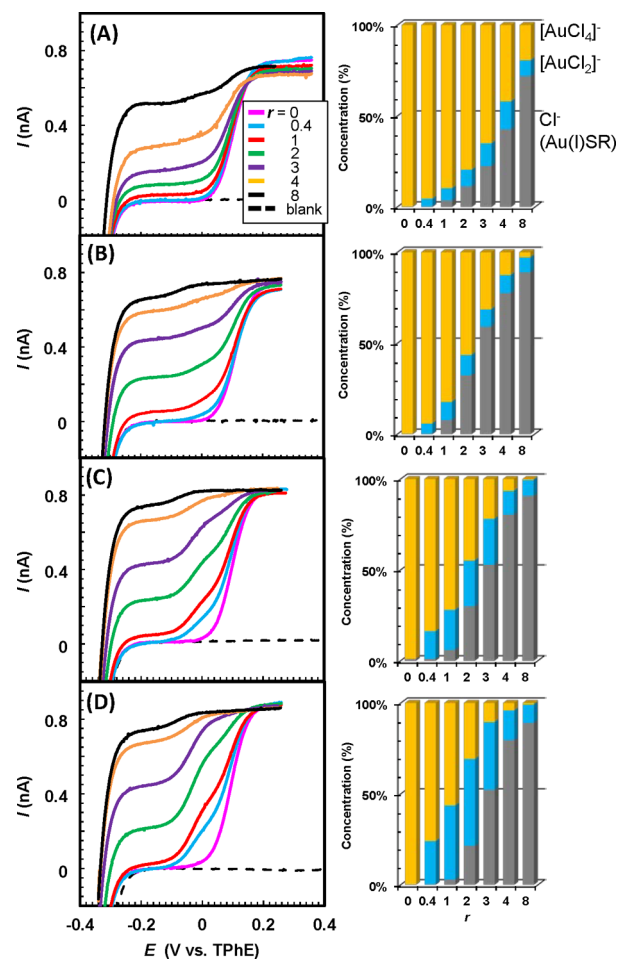 (A)
0.8
0.4
0
I (nA)
r = 0
0.4
1
2
3
4
8
blank
100%
50%
0%
Concentration (%)
0 0.4 1 2 3 4 8
[AuCl4]-
[AuCl2]-
Cl-
(Au(I)SR)
(B)
0.8
0.4
0
I (nA)
100%
50%
0%
Concentration (%)
0 0.4 1 2 3 4 8
(C)
0.8
0.4
0
I (nA)
100%
50%
0%
Concentration (%)
0 0.4 1 2 3 4 8
(D)
0.8
0.4
0
I (nA)
-0.4 -0.2 0 0.2 0.4
E (V vs. TPhE)
100%
50%
0%
Concentration (%)
0 0.4 1 2 3 4 8
r